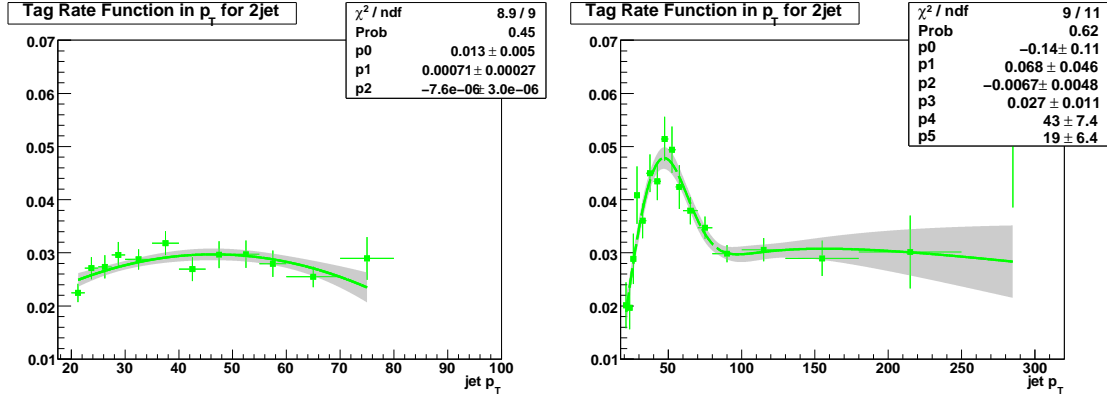 Tag Rate Function in p_T for 2jet
χ² / ndf 8.9 / 9
Prob 0.45
p0 0.013 ± 0.005
p1 0.00071 ± 0.00027
p2 −7.6e−06± 3.0e−06
0.07
0.06
0.05
0.04
0.03
0.02
0.01
20 30 40 50 60 70 80 90 100
jet p_T
Tag Rate Function in p_T for 2jet
χ² / ndf 9 / 11
Prob 0.62
p0 −0.14± 0.11
p1 0.068 ± 0.046
p2 −0.0067± 0.0048
p3 0.027 ± 0.011
p4 43 ± 7.4
p5 19 ± 6.4
0.07
0.06
0.05
0.04
0.03
0.02
0.01
50 100 150 200 250 300
jet p_T